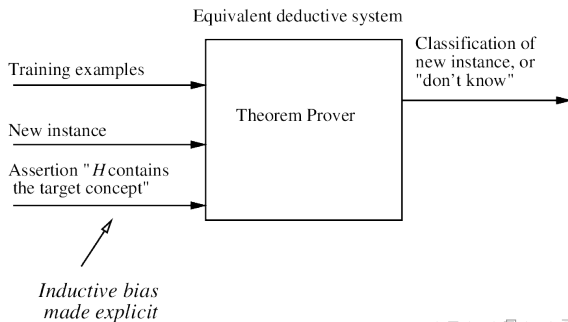 Equivalent deductive system
Training examples
New instance
Assertion "H contains
the target concept"
Theorem Prover
Classification of
new instance, or
"don't know"
Inductive bias
made explicit